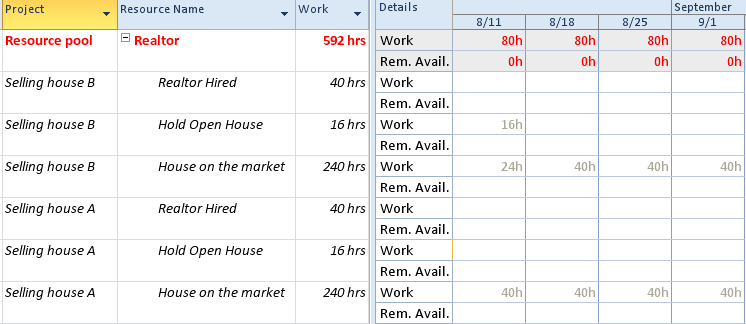 Project Resource Name Work Details September
8/11 8/18 8/25 9/1
Resource pool Realtor 592 hrs Work 80h 80h 80h 80h
Rem. Avail. 0h 0h 0h 0h
Selling house B Realtor Hired 40 hrs Work
Rem. Avail.
Selling house B Hold Open House 16 hrs Work 16h
Rem. Avail.
Selling house B House on the market 240 hrs Work 24h 40h 40h 40h
Rem. Avail.
Selling house A Realtor Hired 40 hrs Work
Rem. Avail.
Selling house A Hold Open House 16 hrs Work
Rem. Avail.
Selling house A House on the market 240 hrs Work 40h 40h 40h 40h
Rem. Avail.